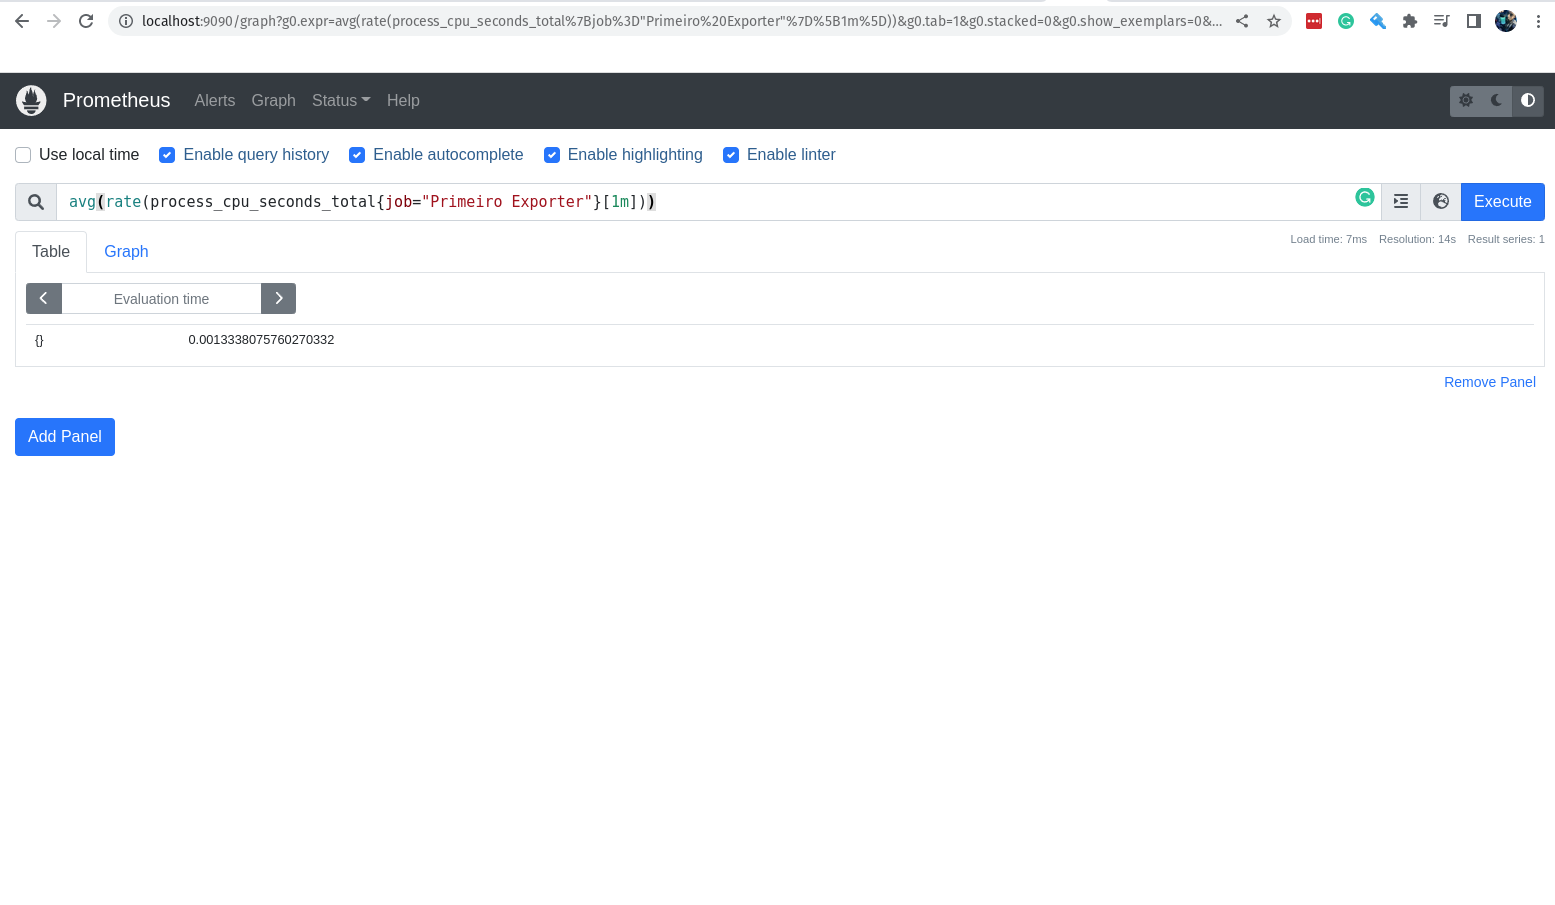 localhost:9090/graph?g0.expr=avg(rate(process_cpu_seconds_total%7Bjob%3D"Primeiro%20Exporter"%7D%5B1m%5D))&g0.tab=1&g0.stacked=0&g0.show_exemplars=0&...
Prometheus Alerts Graph Status Help
Use local time Enable query history Enable autocomplete Enable highlighting Enable linter
avg(rate(process_cpu_seconds_total{job="Primeiro Exporter"}[1m])) Execute
Table Graph Load time: 7ms Resolution: 14s Result series: 1
Evaluation time
{} 0.0013338075760270332
Remove Panel
Add Panel